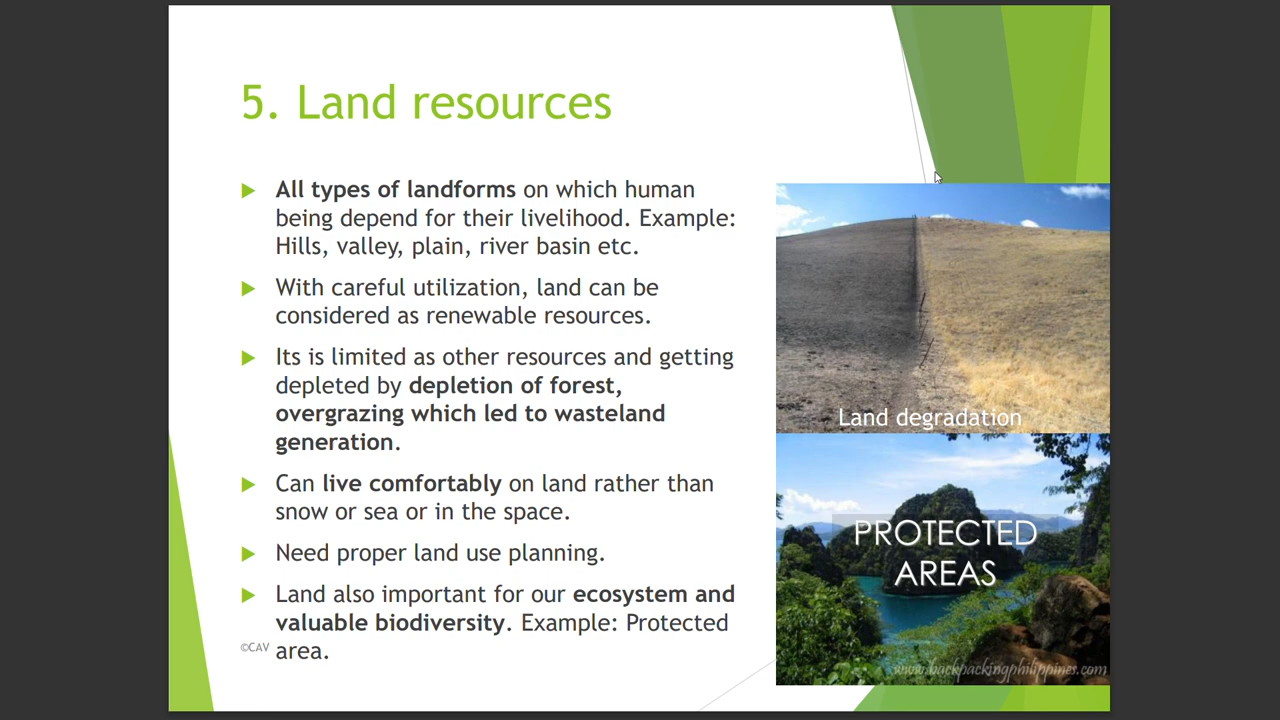 5. Land resources
All types of landforms on which human
being depend for their livelihood. Example:
Hills, valley, plain, river basin etc.
With careful utilization, land can be
considered as renewable resources.
Its is limited as other resources and getting
depleted by depletion of forest,
overgrazing which led to wasteland
generation.
Can live comfortably on land rather than
snow or sea or in the space.
Need proper land use planning.
Land also important for our ecosystem and
valuable biodiversity. Example: Protected
area.
©CAV
Land degradation
PROTECTED
AREAS
www.backpackingphilippines.com